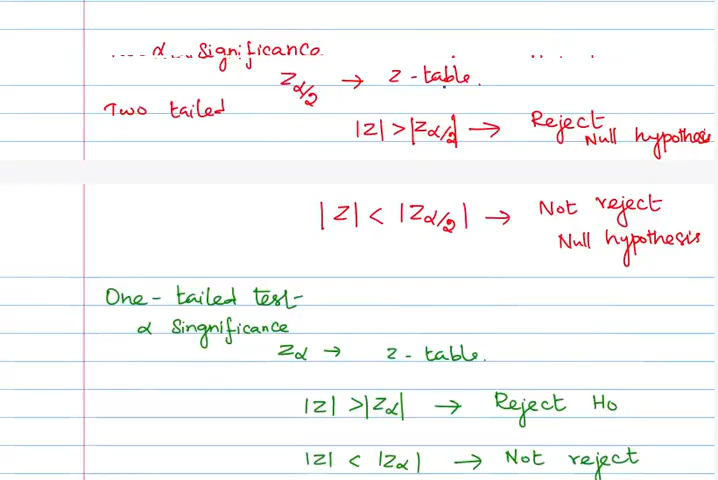 α Significance
Zα/2 → z-table.
Two tailed
|Z| > |Zα/2| → Reject Null hypothesis
|Z| < |Zα/2| → Not reject
Null hypothesis
One-tailed test-
α Singnificance
Zα → z-table.
|Z| > |Zα| → Reject Ho
|Z| < |Zα| → Not reject